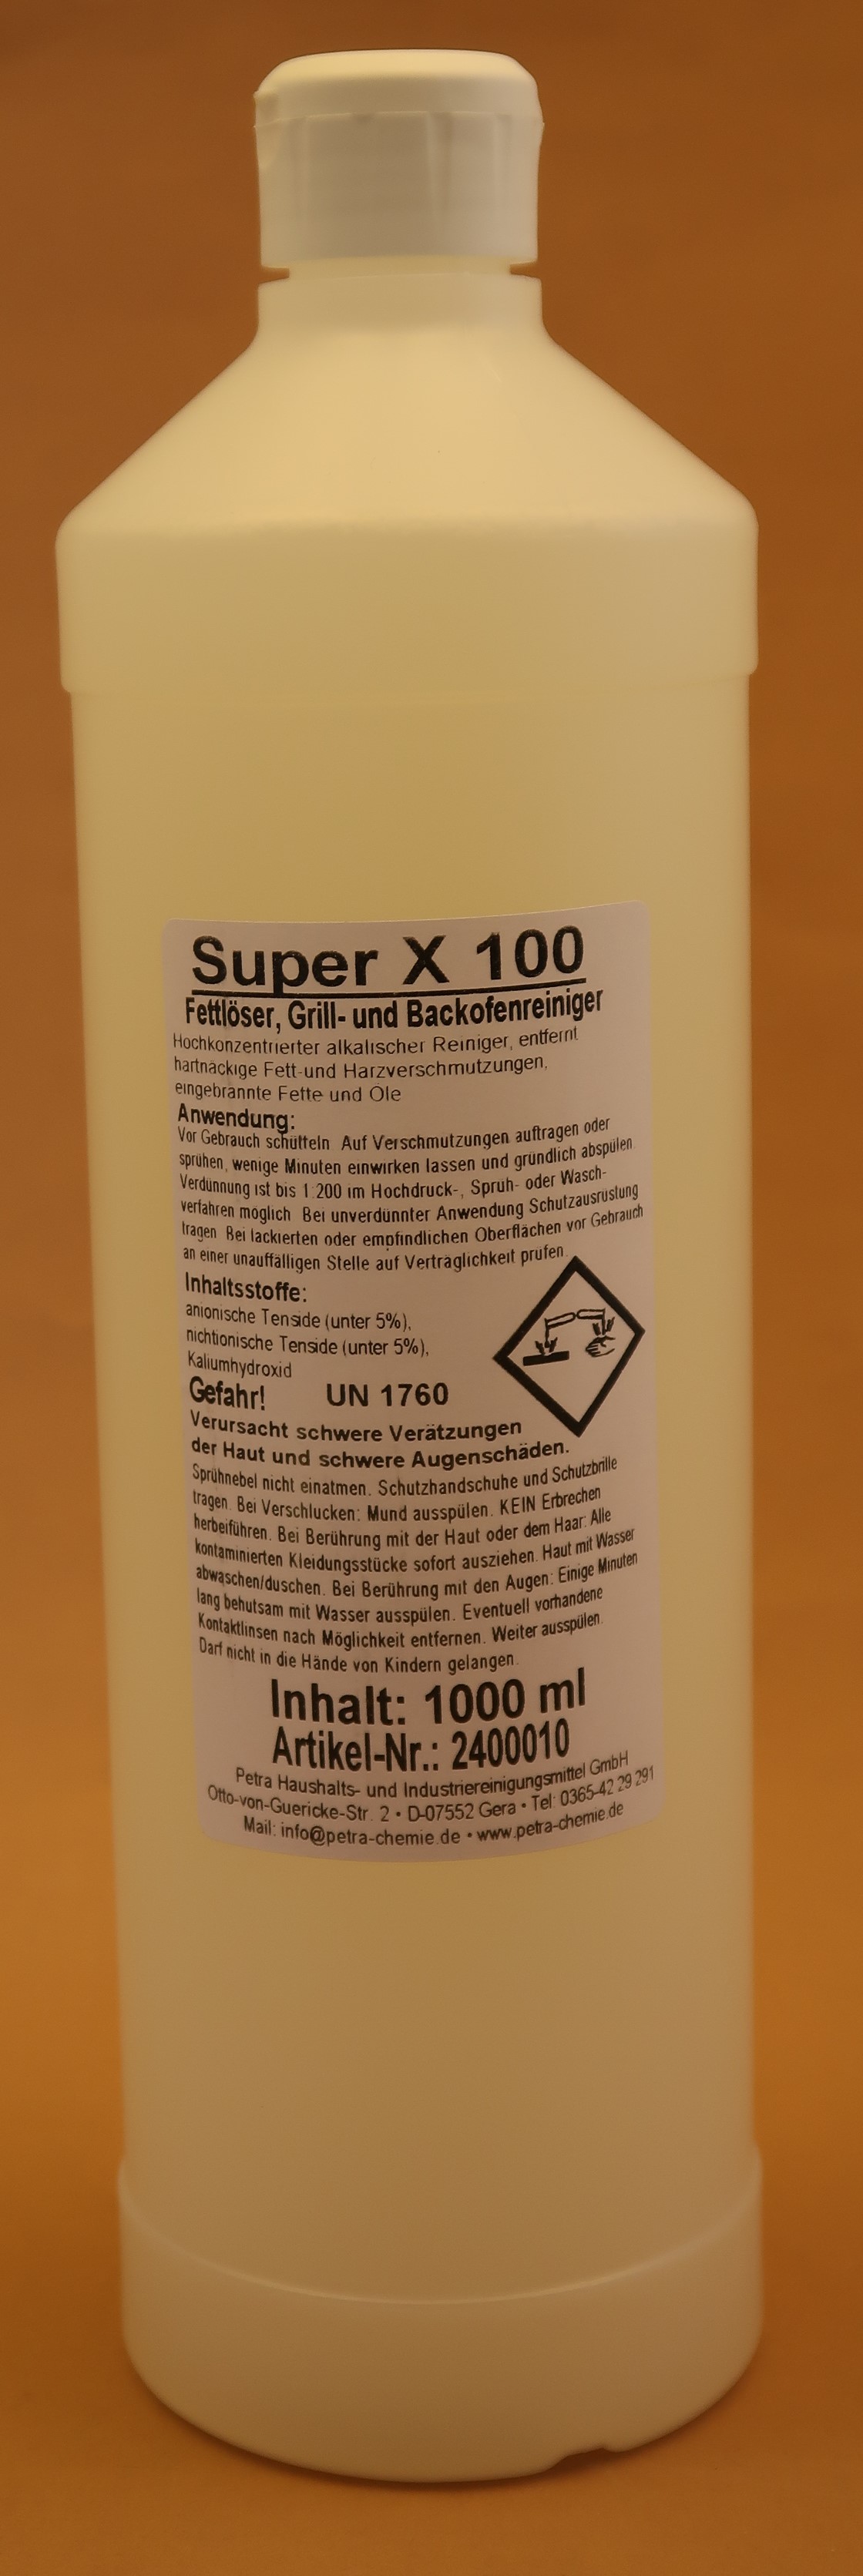 Super X 100
Fettlöser, Grill- und Backofenreiniger
Hochkonzentrierter alkalischer Reiniger, entfernt
hartnäckige Fett-und Harzverschmutzungen,
eingebrannte Fette und Öle
Anwendung:
Vor Gebrauch schütteln Auf Verschmutzungen auftragen oder
sprühen, wenige Minuten einwirken lassen und gründlich abspülen.
Verdünnung ist bis 1:200 im Hochdruck-, Sprüh- oder Wasch-
verfahren möglich Bei unverdünnter Anwendung Schutzausrüstung
tragen Bei lackierten oder empfindlichen Oberflächen vor Gebrauch
an einer unauffälligen Stelle auf Verträglichkeit prüfen.
Inhaltsstoffe:
anionische Tenside (unter 5%),
nichtionische Tenside (unter 5%),
Kaliumhydroxid
Gefahr! UN 1760
Verursacht schwere Verätzungen
der Haut und schwere Augenschäden.
Sprühnebel nicht einatmen. Schutzhandschuhe und Schutzbrille
tragen. Bei Verschlucken: Mund ausspülen. KEIN Erbrechen
herbeiführen. Bei Berührung mit der Haut oder dem Haar: Alle
kontaminierten Kleidungsstücke sofort ausziehen. Haut mit Wasser
abwaschen/duschen. Bei Berührung mit den Augen: Einige Minuten
lang behutsam mit Wasser ausspülen. Eventuell vorhandene
Kontaktlinsen nach Möglichkeit entfernen. Weiter ausspülen.
Darf nicht in die Hände von Kindern gelangen.
Inhalt: 1000 ml
Artikel-Nr.: 2400010
Petra Haushalts- und Industriereinigungsmittel GmbH
Otto-von-Guericke-Str. 2 • D-07552 Gera • Tel: 0365-42 29 291
Mail: info@petra-chemie.de • www.petra-chemie.de